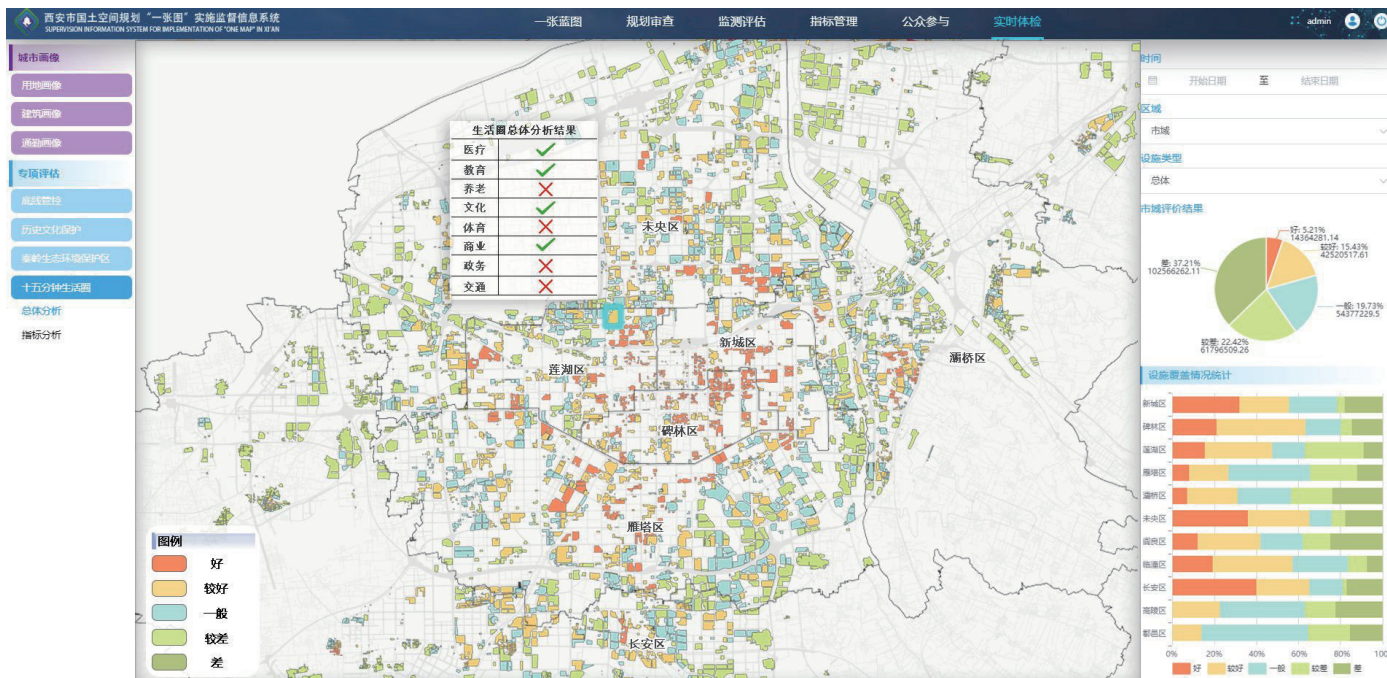 西安市国土空间规划“一张图”实施监督信息系统
SUPERVISION INFORMATION SYSTEM FOR IMPLEMENTATION OF "ONE MAP" IN XI'AN
一张蓝图 规划审查 监测评估 指标管理 公众参与 实时体检
admin
城市画像
用地画像
建筑画像
通勤画像
专项评估
底线管控
历史文化保护
秦岭生态环境保护区
十五分钟生活圈
总体分析
指标分析
生活圈总体分析结果
医疗
教育
养老
文化
体育
商业
政务
交通
未央区
新城区
灞桥区
莲湖区
碑林区
雁塔区
长安区
图例
好
较好
一般
较差
差
时间
开始日期 至 结束日期
区域
市域
设施类型
总体
市域评价结果
好: 5.21%
14364281.14
较好: 15.43%
42520517.61
差: 37.21%
102566262.11
一般: 19.73%
54377229.5
较差: 22.42%
61796509.26
设施覆盖情况统计
新城区
碑林区
莲湖区
雁塔区
灞桥区
未央区
阎良区
临潼区
长安区
高陵区
鄠邑区
0% 20% 40% 60% 80% 100
好 较好 一般 较差 差